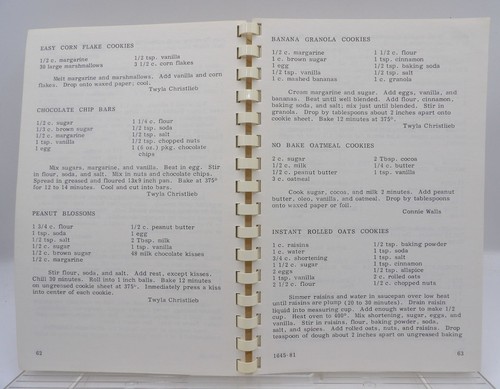 EASY CORN FLAKE COOKIES
1/2 c. margarine 1/2 tsp. vanilla
30 large marshmallows 3 1/2 c. corn flakes
Melt margarine and marshmallows. Add vanilla and corn
flakes. Drop onto waxed paper; cool.
Twyla Christlieb
CHOCOLATE CHIP BARS
1/2 c. sugar 1 1/4 c. flour
1/3 c. brown sugar 1/2 tsp. soda
1/2 c. margarine 1/2 tsp. salt
1 tsp. vanilla 1/2 tsp. chopped nuts
1 egg 1 (6 oz.) pkg. chocolate
chips
Mix sugars, margarine, and vanilla. Beat in egg. Stir
in flour, soda, and salt. Mix in nuts and chocolate chips.
Spread in greased and floured 13x9 inch pan. Bake at 375°
for 12 to 14 minutes. Cool and cut into bars.
Twyla Christlieb
PEANUT BLOSSOMS
1 3/4 c. flour 1/2 c. peanut butter
1 tsp. soda 1 egg
1/2 tsp. salt 2 Tbsp. milk
1/2 c. sugar 1 tsp. vanilla
1/2 c. brown sugar 48 milk chocolate kisses
1/2 c. margarine
Stir flour, soda, and salt. Add rest, except kisses.
Chill 30 minutes. Roll into 1 inch balls. Bake 12 minutes
on ungreased cookie sheet at 375°. Immediately press a kiss
into center of each cookie.
Twyla Christlieb
62
BANANA GRANOLA COOKIES
1/2 c. margarine 1 1/2 c. flour
1 c. brown sugar 1 tsp. cinnamon
1 egg 1/2 tsp. baking soda
1/2 tsp. vanilla 1/2 tsp. salt
1 c. mashed bananas 1 c. granola
Cream margarine and sugar. Add eggs, vanilla, and
bananas. Beat until well blended. Add flour, cinnamon,
baking soda, and salt; mix just until blended. Stir in
granola. Drop by tablespoons about 2 inches apart onto
cookie sheet. Bake 12 minutes at 375°.
Twyla Christlieb
NO BAKE OATMEAL COOKIES
2 c. sugar 2 Tbsp. cocoa
1/2 c. milk 1/4 c. butter
1/2 c. peanut butter 1 tsp. vanilla
3 c. oatmeal
Cook sugar, cocoa, and milk 2 minutes. Add peanut
butter, oleo, vanilla, and oatmeal. Drop by tablespoons
onto waxed paper or foil.
Connie Walls
INSTANT ROLLED OATS COOKIES
1 c. raisins 1/2 tsp. baking powder
1 c. water 1 tsp. soda
3/4 c. shortening 1 tsp. salt
1 1/2 c. sugar 1 tsp. cinnamon
2 eggs 1/2 tsp. allspice
1 tsp. vanilla 2 c. rolled oats
2 1/2 c. flour 1/2 c. chopped nuts
Simmer raisins and water in saucepan over low heat
until raisins are plump (20 to 30 minutes). Drain raisin
liquid into measuring cup. Add enough water to make 1/2
cup. Heat oven to 400°. Mix shortening, sugar, eggs, and
vanilla. Stir in raisins, flour, baking powder, soda,
salt, and spices. Add rolled oats, nuts, and raisins. Drop
teaspoon of dough about 2 inches apart on ungreased baking
1645-81 63